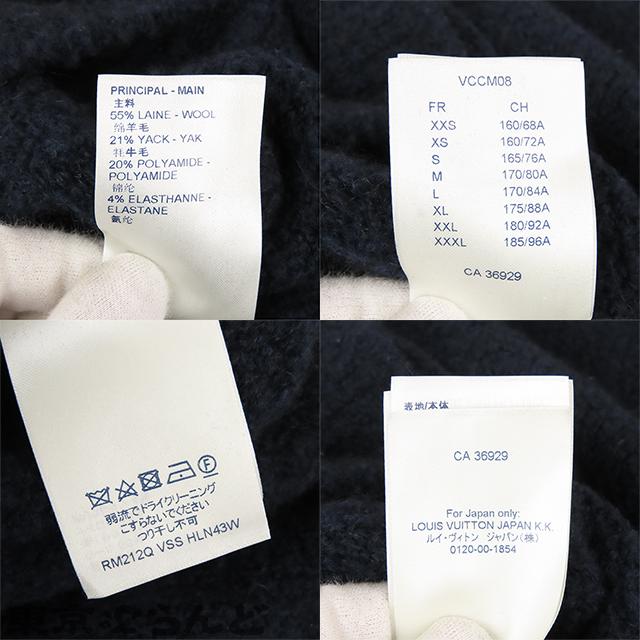 PRINCIPAL - MAIN
主料
55% LAINE - WOOL
绵羊毛
21% YACK - YAK
牦牛毛
20% POLYAMIDE -
POLYAMIDE
锦纶
4% ELASTHANNE -
ELASTANE
氨纶
VCCM08
FR CH
XXS 160/68A
XS 160/72A
S 165/76A
M 170/80A
L 170/84A
XL 175/88A
XXL 180/92A
XXXL 185/96A
CA 36929
F
弱流でドライクリーニング
こすらないでください
つり干し不可
RM212Q VSS HLN43W
表地/本体
CA 36929
For Japan only:
LOUIS VUITTON JAPAN K.K.
ルイ・ヴィトン ジャパン(株)
0120-00-1854